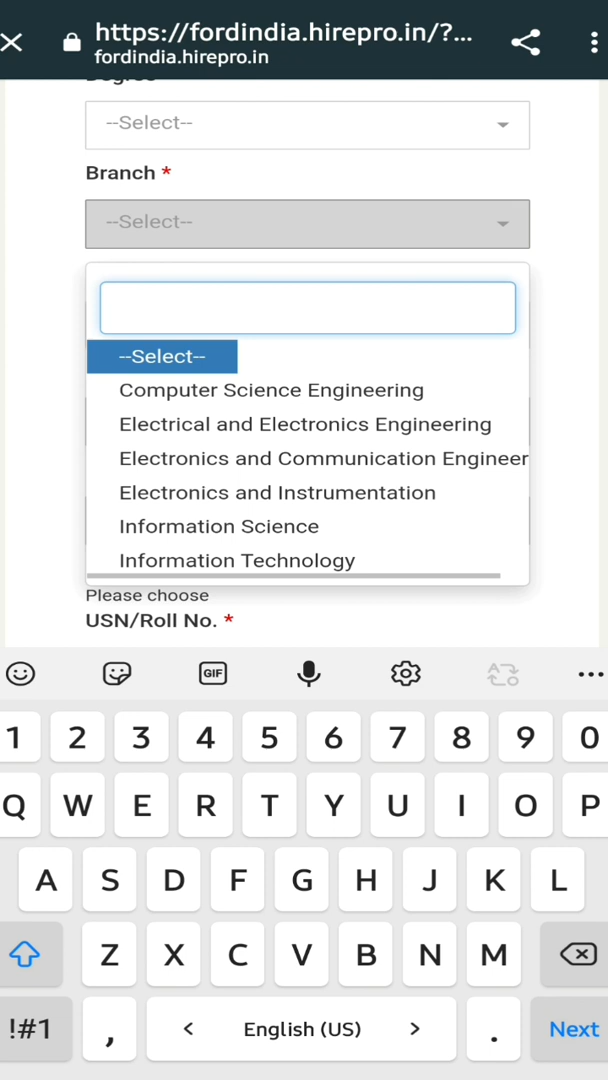 https://fordindia.hirepro.in/?...
fordindia.hirepro.in
Degree
--Select--
Branch *
--Select--
--Select--
Computer Science Engineering
Electrical and Electronics Engineering
Electronics and Communication Engineer
Electronics and Instrumentation
Information Science
Information Technology
Please choose
USN/Roll No. *
GIF
1 2 3 4 5 6 7 8 9 0
Q W E R T Y U I O P
A S D F G H J K L
Z X C V B N M
!#1 , < English (US) > . Next